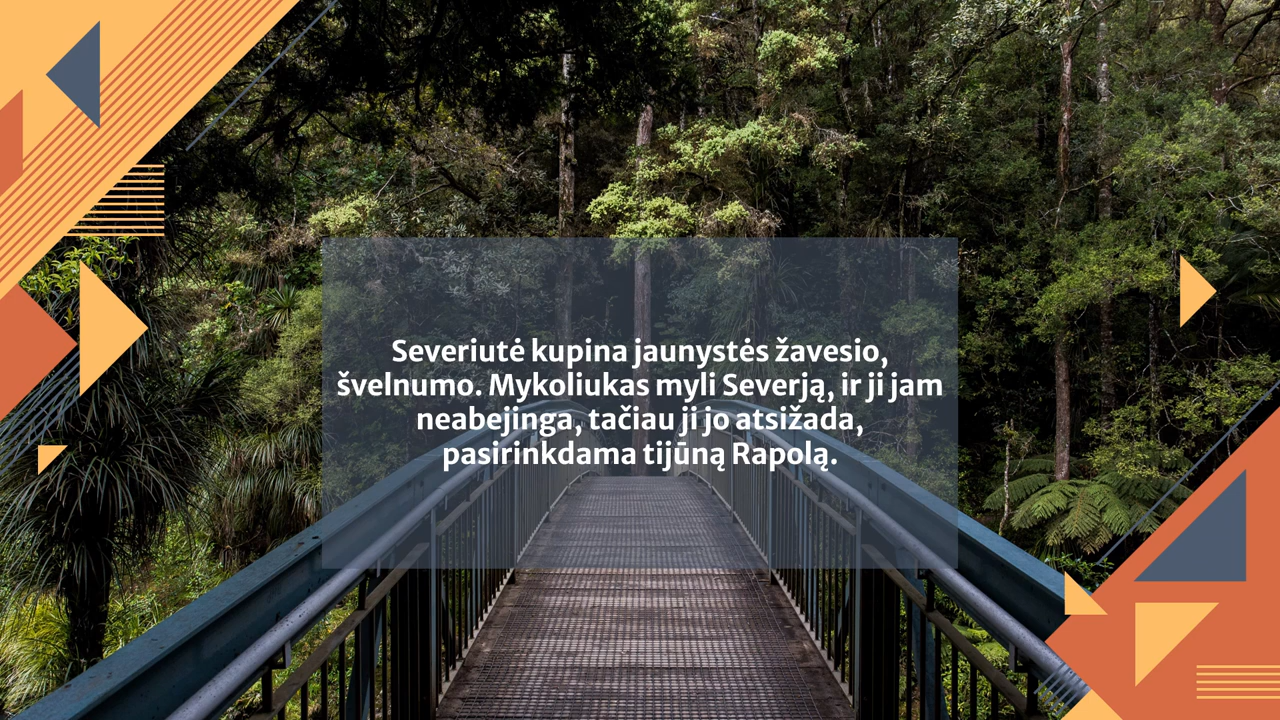 Severiutė kupina jaunystės žavesio,
švelnumo. Mykoliukas myli Severją, ir ji jam
neabejinga, tačiau ji jo atsižada,
pasirinkdama tijūną Rapolą.